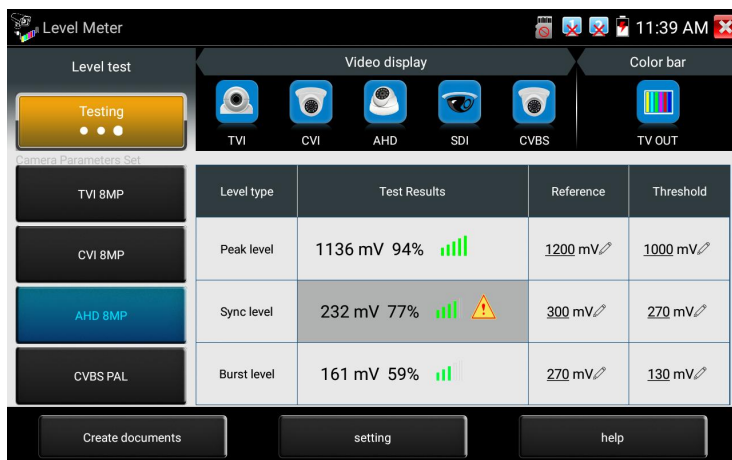 Level Meter
11:39 AM
Level test
Video display
Color bar
Testing
TVI
CVI
AHD
SDI
CVBS
TV OUT
Camera Parameters Set
TVI 8MP
CVI 8MP
AHD 8MP
CVBS PAL
Level type
Test Results
Reference
Threshold
Peak level
1136 mV 94%
1200 mV
1000 mV
Sync level
232 mV 77%
300 mV
270 mV
Burst level
161 mV 59%
270 mV
130 mV
Create documents
setting
help